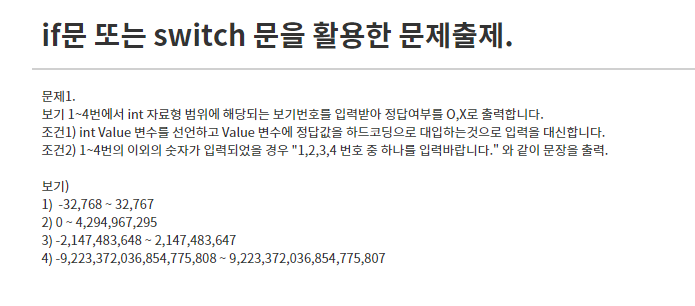 if문 또는 switch 문을 활용한 문제출제.
문제1.
보기 1~4번에서 int 자료형 범위에 해당되는 보기번호를 입력받아 정답여부를 O,X로 출력합니다.
조건1) int Value 변수를 선언하고 Value 변수에 정답값을 하드코딩으로 대입하는것으로 입력을 대신합니다.
조건2) 1~4번의 이외의 숫자가 입력되었을 경우 "1,2,3,4 번호 중 하나를 입력바랍니다." 와 같이 문장을 출력.
보기)
1) -32,768 ~ 32,767
2) 0 ~ 4,294,967,295
3) -2,147,483,648 ~ 2,147,483,647
4) -9,223,372,036,854,775,808 ~ 9,223,372,036,854,775,807